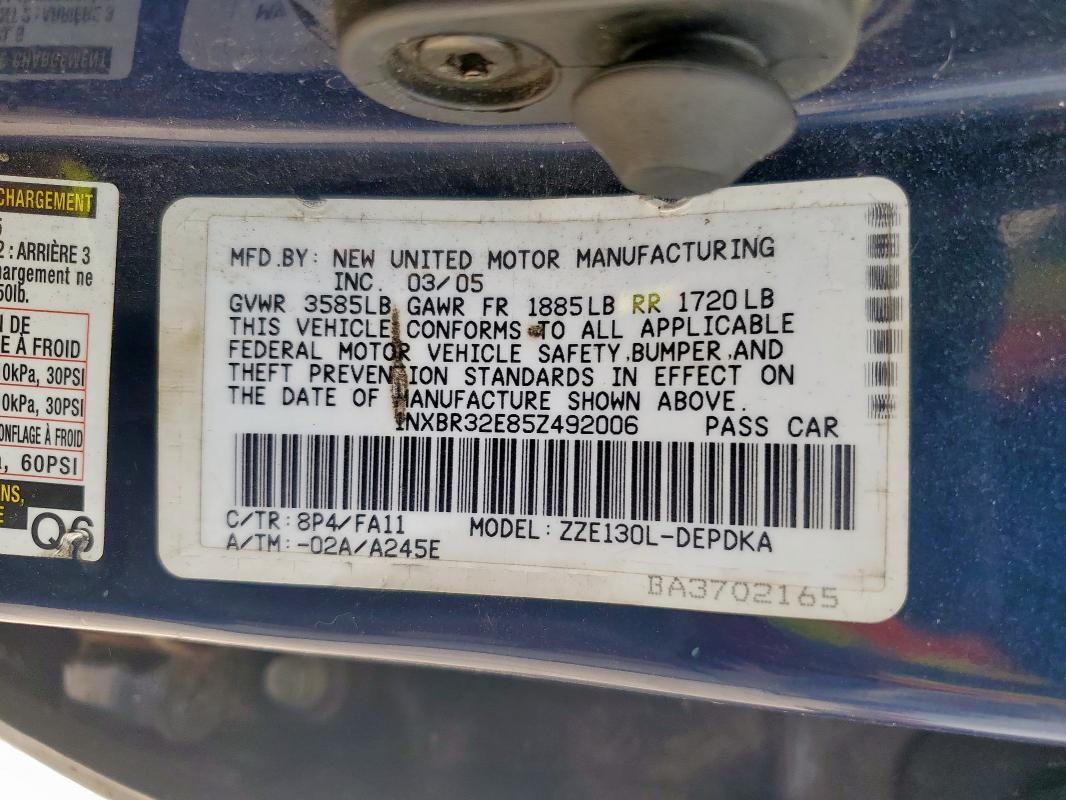 CHARGEMENT
2 : ARRIÈRE 3
hargement ne
50lb.
N DE
E À FROID
0kPa, 30PSI
0kPa, 30PSI
ONFLAGE À FROID
a, 60PSI
NS,
E
Q6
MFD.BY: NEW UNITED MOTOR MANUFACTURING
INC. 03/05
GVWR 3585LB GAWR FR 1885LB RR 1720LB
THIS VEHICLE CONFORMS TO ALL APPLICABLE
FEDERAL MOTOR VEHICLE SAFETY,BUMPER,AND
THEFT PREVENTION STANDARDS IN EFFECT ON
THE DATE OF MANUFACTURE SHOWN ABOVE.
1NXBR32E85Z492006 PASS CAR
C/TR:8P4/FA11 MODEL:ZZE130L-DEPDKA
A/TM:-02A/A245E
BA3702165